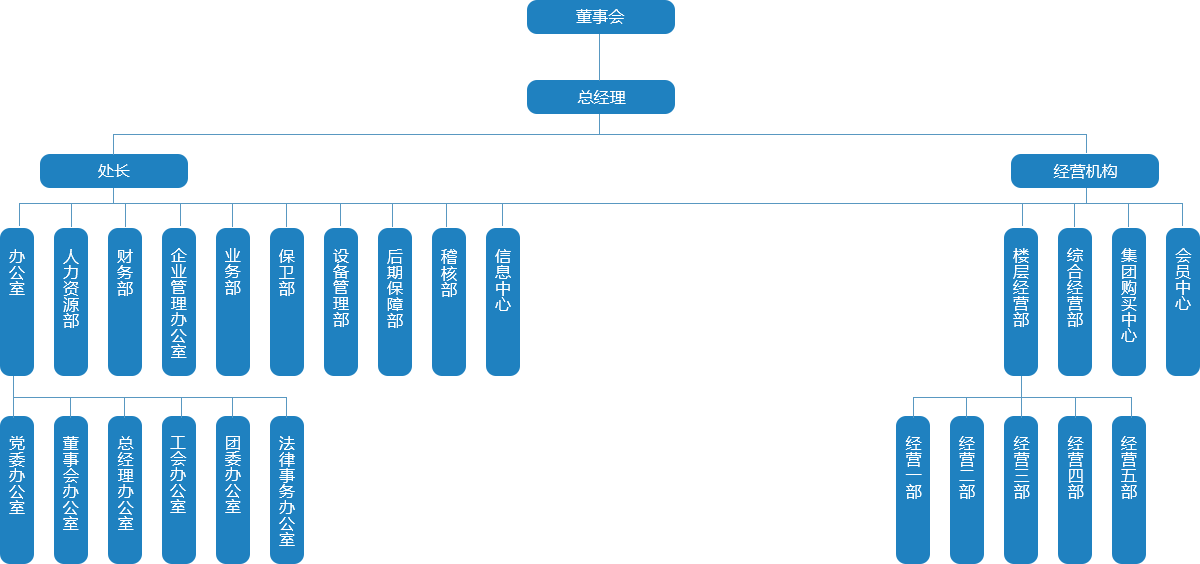 董事会
总经理
处长
经营机构
办公室
人力资源部
财务部
企业管理办公室
业务部
保卫部
设备管理部
后期保障部
稽核部
信息中心
楼层经营部
综合经营部
集团购买中心
会员中心
党委办公室
董事会办公室
总经理办公室
工会办公室
团委办公室
法律事务办公室
经营一部
经营二部
经营三部
经营四部
经营五部